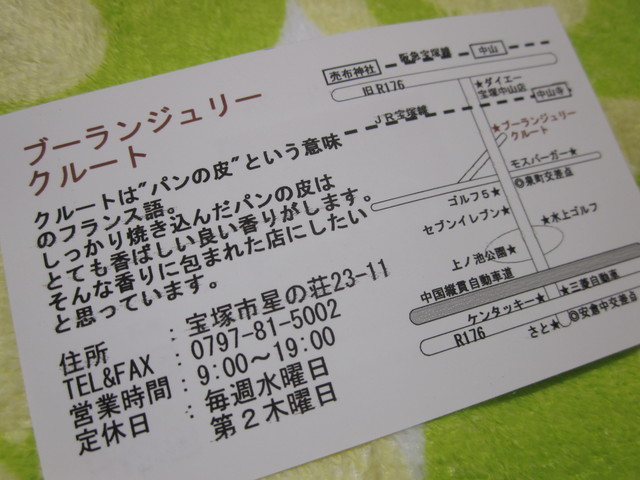 ブーランジュリー
クルート
クルートは"パンの皮"という意味
のフランス語。
しっかり焼き込んだパンの皮は
とても香ばしい良い香りがします。
そんな香りに包まれた店にしたい
と思っています。
住所　：宝塚市星の荘23-11
TEL&FAX　：0797-81-5002
営業時間：9:00～19:00
定休日　：毎週水曜日
第2木曜日
売布神社
阪急宝塚線
中山
旧R176
★ダイエー
宝塚中山店
中山寺
JR宝塚線
★ブーランジュリー
クルート
モスバーガー★
◎泉町交差点
ゴルフ5★
セブンイレブン★
★水上ゴルフ
上ノ池公園★
中国縦貫自動車道
ケンタッキー★
★三菱自動車
R176
さと★
◎安倉中交差点